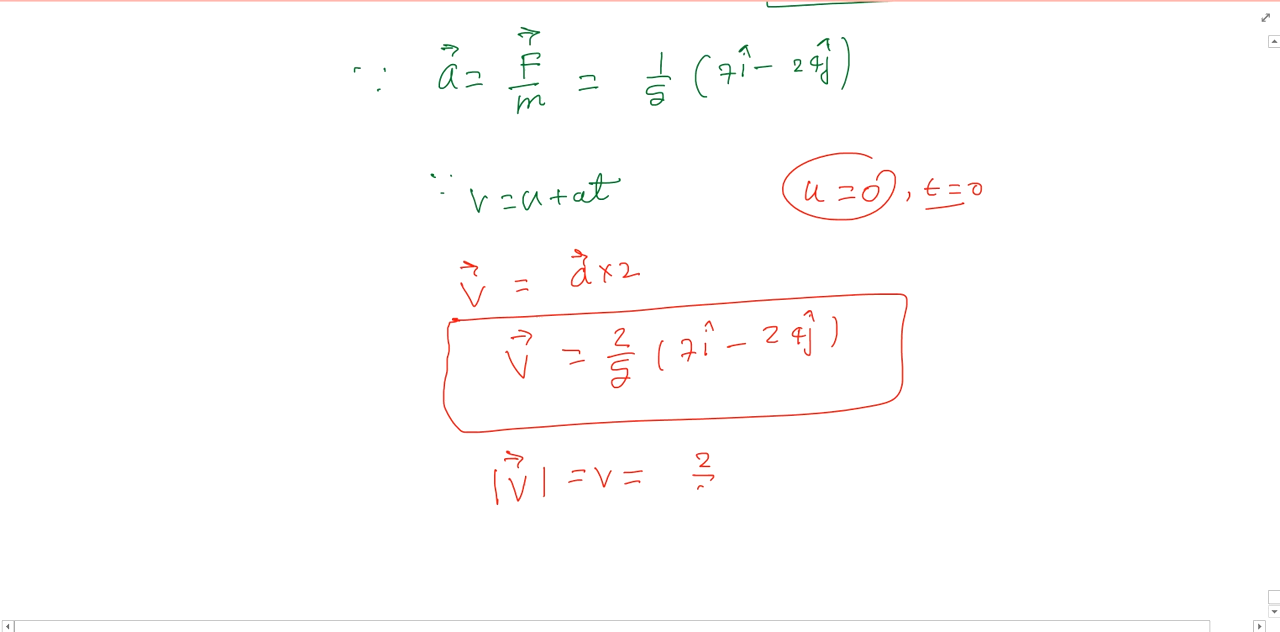 ∵ a⃗ = F⃗/m = 1/5 (7î − 24ĵ)
∵ v = u + at
u = 0, t = 0
V⃗ = a⃗ × 2
V⃗ = 2/5 (7î − 24ĵ)
|V⃗| = v = 2/